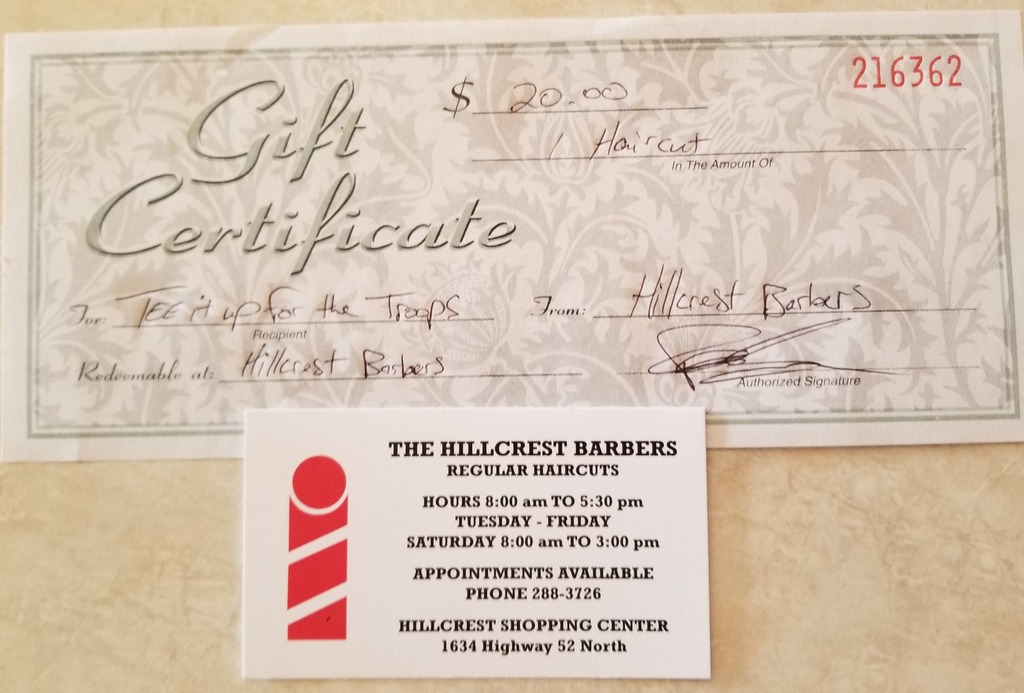 216362
Gift
Certificate
$ 20.00
1 Haircut
In The Amount Of
For: TEE it up for the Troops
Recipient
From: Hillcrest Barbers
Redeemable at: Hillcrest Barbers
Authorized Signature
THE HILLCREST BARBERS
REGULAR HAIRCUTS
HOURS 8:00 am TO 5:30 pm
TUESDAY - FRIDAY
SATURDAY 8:00 am TO 3:00 pm
APPOINTMENTS AVAILABLE
PHONE 288-3726
HILLCREST SHOPPING CENTER
1634 Highway 52 North